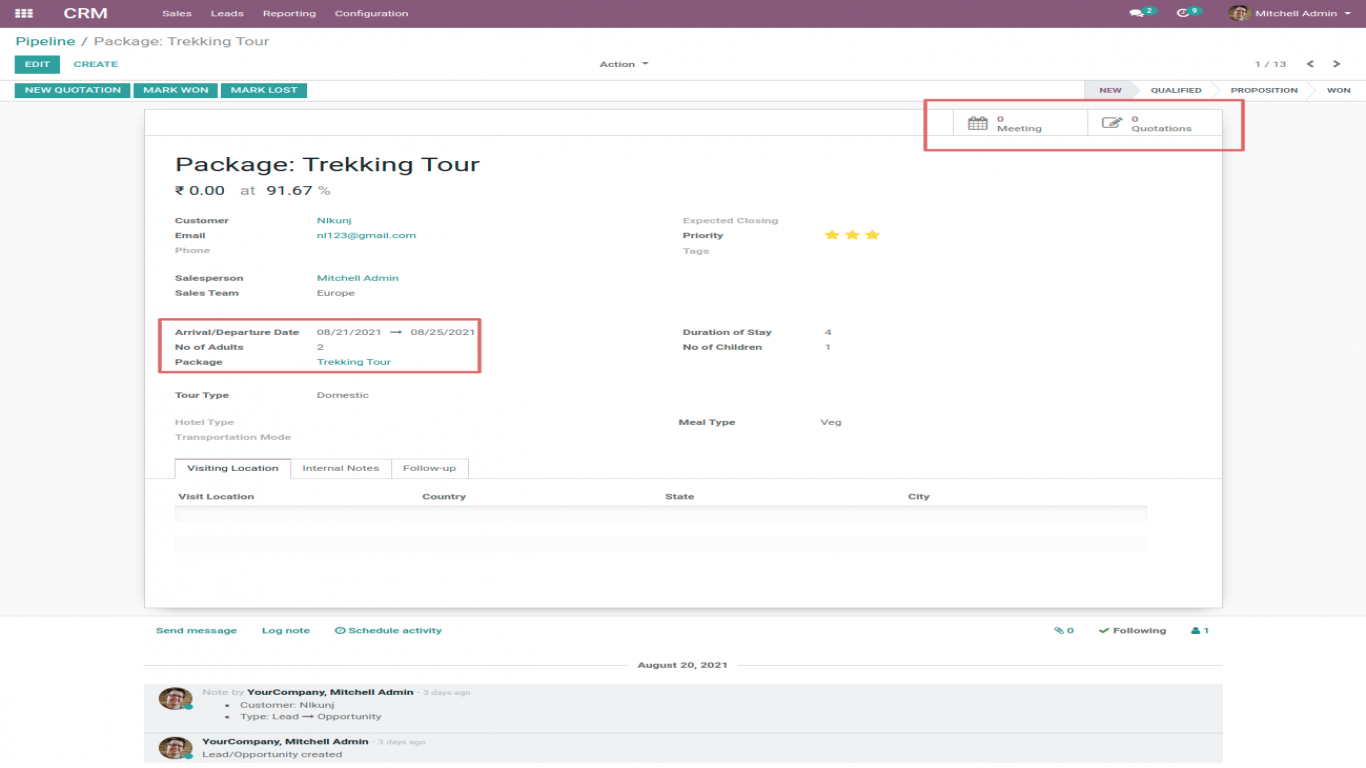 CRM Sales Leads Reporting Configuration 2 9 Mitchell Admin
Pipeline / Package: Trekking Tour
EDIT CREATE Action 1 / 13
NEW QUOTATION MARK WON MARK LOST NEW QUALIFIED PROPOSITION WON
0 Meeting 0 Quotations
Package: Trekking Tour
₹ 0.00 at 91.67 %
Customer NIkunj Expected Closing
Email nl123@gmail.com Priority
Phone Tags
Salesperson Mitchell Admin
Sales Team Europe
Arrival/Departure Date 08/21/2021 → 08/25/2021 Duration of Stay 4
No of Adults 2 No of Children 1
Package Trekking Tour
Tour Type Domestic
Hotel Type Meal Type Veg
Transportation Mode
Visiting Location Internal Notes Follow-up
Visit Location Country State City
Send message Log note Schedule activity 0 Following 1
August 20, 2021
Note by YourCompany, Mitchell Admin - 3 days ago
• Customer: NIkunj
• Type: Lead → Opportunity
YourCompany, Mitchell Admin - 3 days ago
Lead/Opportunity created